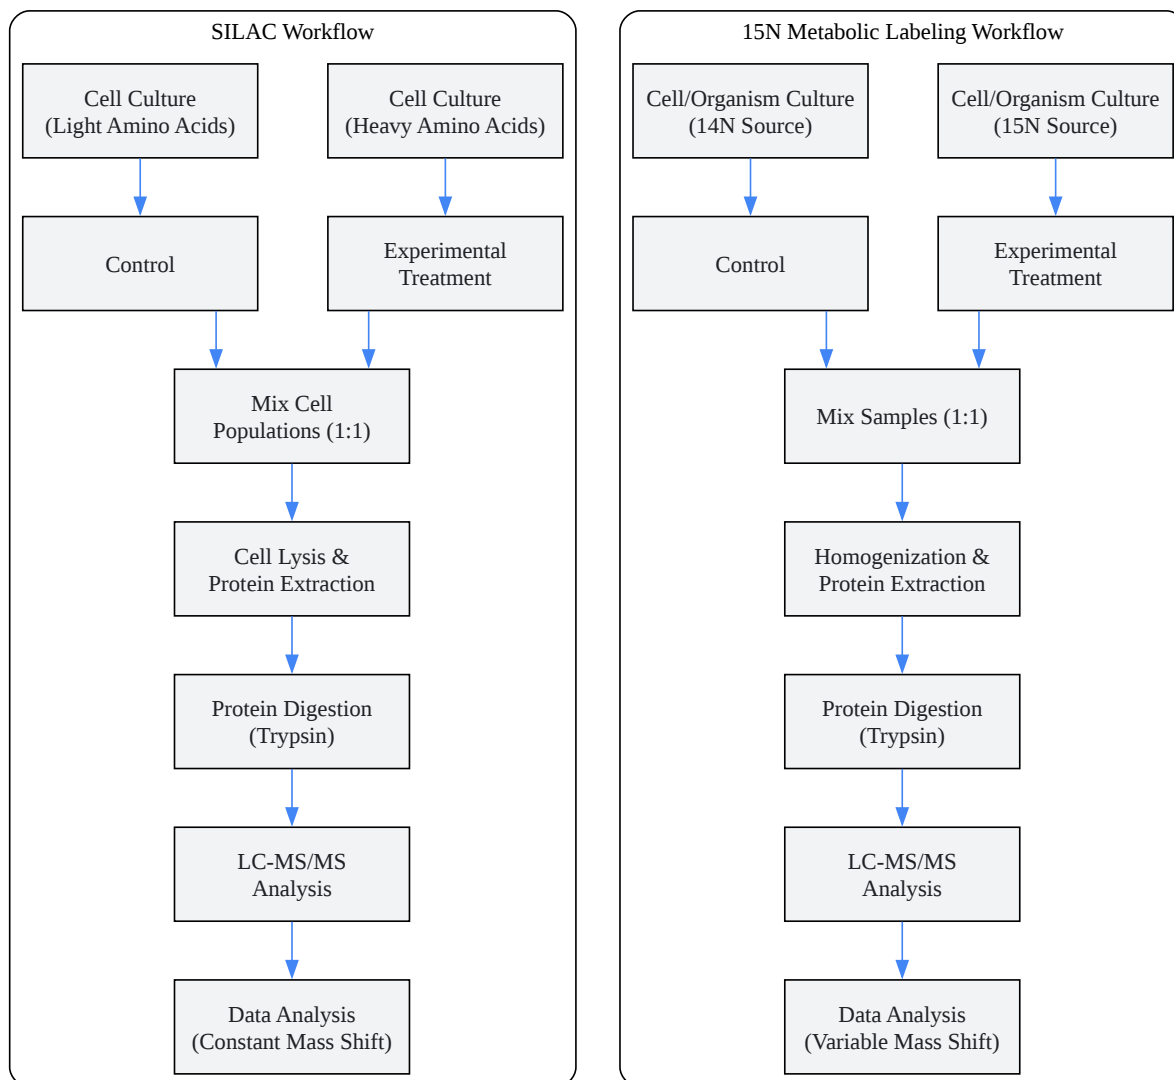 SILAC Workflow
Cell Culture
(Light Amino Acids)
Cell Culture
(Heavy Amino Acids)
Control
Experimental
Treatment
Mix Cell
Populations (1:1)
Cell Lysis &
Protein Extraction
Protein Digestion
(Trypsin)
LC-MS/MS
Analysis
Data Analysis
(Constant Mass Shift)
15N Metabolic Labeling Workflow
Cell/Organism Culture
(14N Source)
Cell/Organism Culture
(15N Source)
Control
Experimental
Treatment
Mix Samples (1:1)
Homogenization &
Protein Extraction
Protein Digestion
(Trypsin)
LC-MS/MS
Analysis
Data Analysis
(Variable Mass Shift)